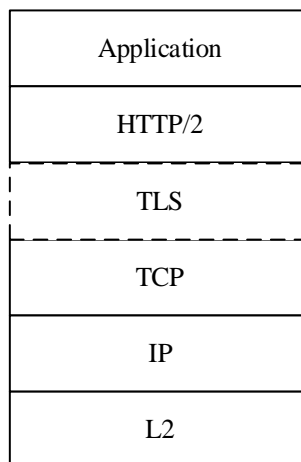 Application
HTTP/2
TLS
TCP
IP
L2